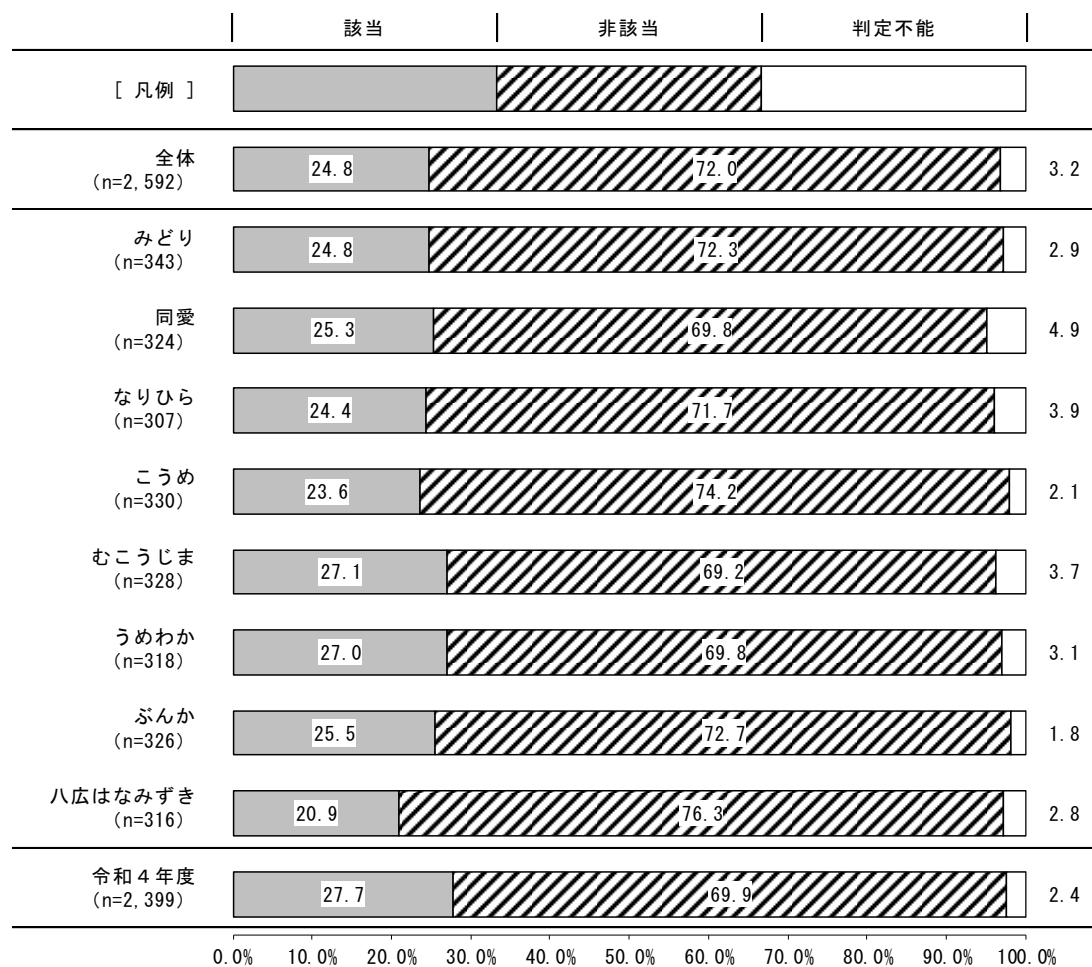 該当 非該当 判定不能
[ 凡例 ]
全体
(n=2,592)
24.8 72.0 3.2
みどり
(n=343)
24.8 72.3 2.9
同愛
(n=324)
25.3 69.8 4.9
なりひら
(n=307)
24.4 71.7 3.9
こうめ
(n=330)
23.6 74.2 2.1
むこうじま
(n=328)
27.1 69.2 3.7
うめわか
(n=318)
27.0 69.8 3.1
ぶんか
(n=326)
25.5 72.7 1.8
八広はなみずき
(n=316)
20.9 76.3 2.8
令和４年度
(n=2,399)
27.7 69.9 2.4
0.0% 10.0% 20.0% 30.0% 40.0% 50.0% 60.0% 70.0% 80.0% 90.0% 100.0%